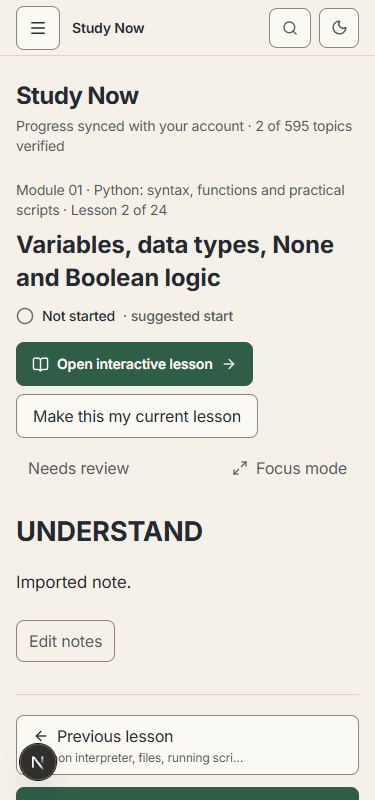 Study Now
Study Now
Progress synced with your account · 2 of 595 topics
verified
Module 01 · Python: syntax, functions and practical
scripts · Lesson 2 of 24
Variables, data types, None
and Boolean logic
Not started · suggested start
Open interactive lesson
Make this my current lesson
Needs review
Focus mode
UNDERSTAND
Imported note.
Edit notes
Previous lesson
N
on interpreter, files, running scri...